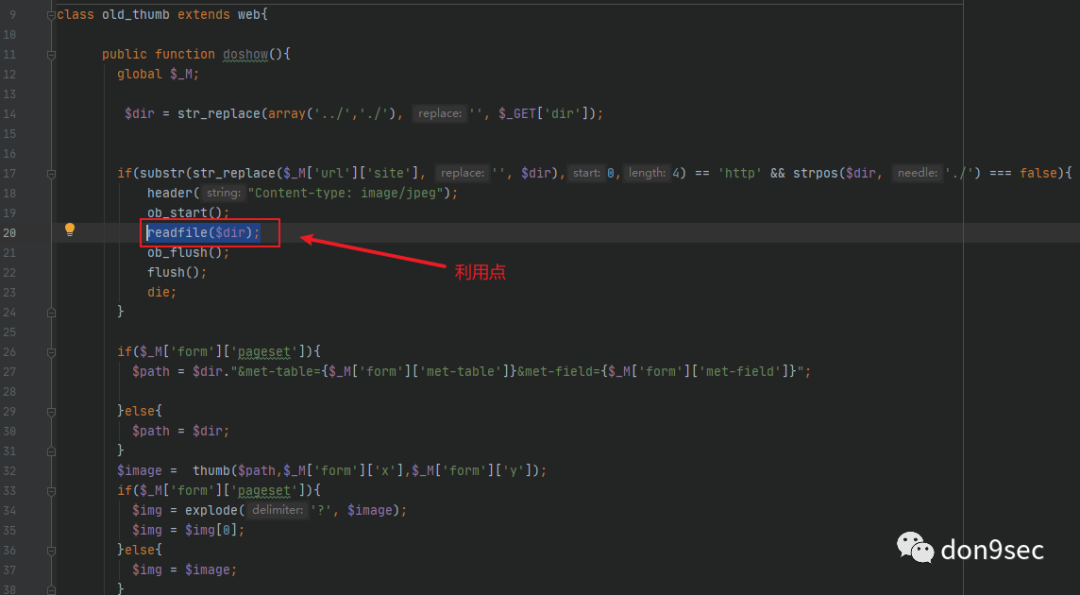 9 class old_thumb extends web{
10
11 public function doshow(){
12 global $_M;
13
14 $dir = str_replace(array('../','./'), replace: '', $_GET['dir']);
15
16
17 if(substr(str_replace($_M['url']['site'], replace: '', $dir), start: 0, length: 4) == 'http' && strpos($dir, needle: './') === false){
18 header( string: "Content-type: image/jpeg");
19 ob_start();
20 readfile($dir);
21 ob_flush();
利用点
22 flush();
23 die;
24 }
25
26 if($_M['form']['pageset']){
27 $path = $dir."&met-table={$_M['form']['met-table']}&met-field={$_M['form']['met-field']}";
28
29 }else{
30 $path = $dir;
31 }
32 $image = thumb($path,$_M['form']['x'],$_M['form']['y']);
33 if($_M['form']['pageset']){
34 $img = explode( delimiter: '?', $image);
35 $img = $img[0];
36 }else{
don9sec
37 $img = $image;
38 }